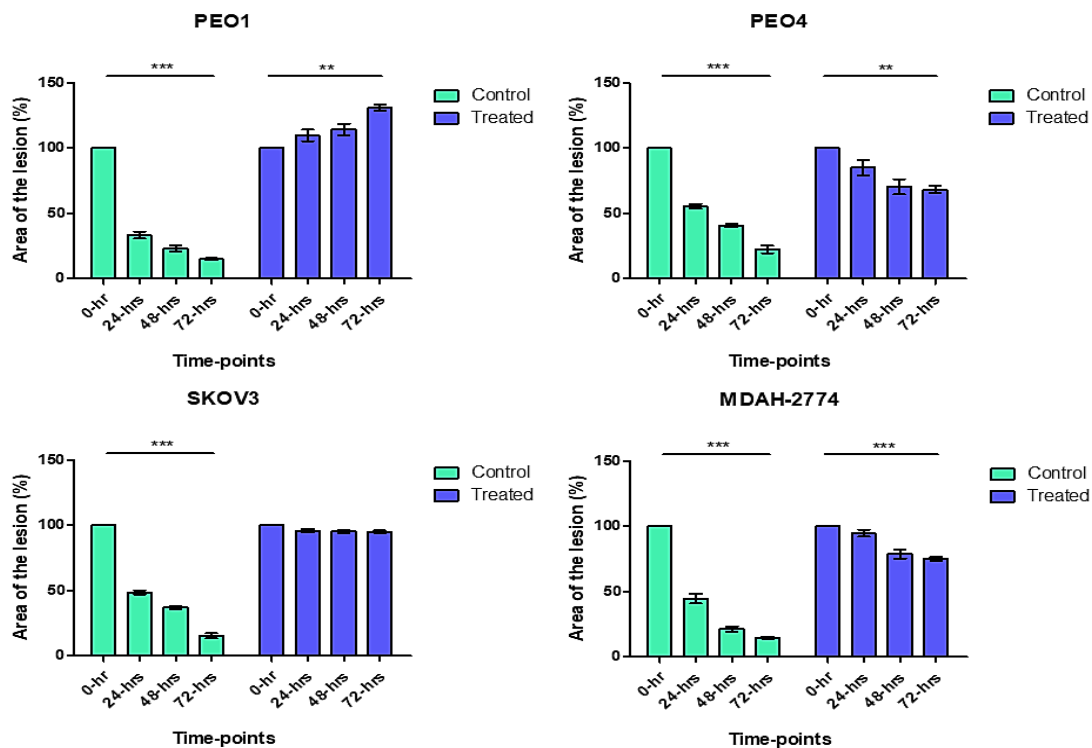 PEO1
*** **
Area of the lesion (%)
150
100
50
0
0-hr 24-hrs 48-hrs 72-hrs 0-hr 24-hrs 48-hrs 72-hrs
Time-points
Control
Treated
PEO4
*** **
Area of the lesion (%)
150
100
50
0
0-hr 24-hrs 48-hrs 72-hrs 0-hr 24-hrs 48-hrs 72-hrs
Time-points
Control
Treated
SKOV3
***
Area of the lesion (%)
150
100
50
0
0-hr 24-hrs 48-hrs 72-hrs 0-hr 24-hrs 48-hrs 72-hrs
Time-points
Control
Treated
MDAH-2774
*** ***
Area of the lesion (%)
150
100
50
0
0-hr 24-hrs 48-hrs 72-hrs 0-hr 24-hrs 48-hrs 72-hrs
Time-points
Control
Treated